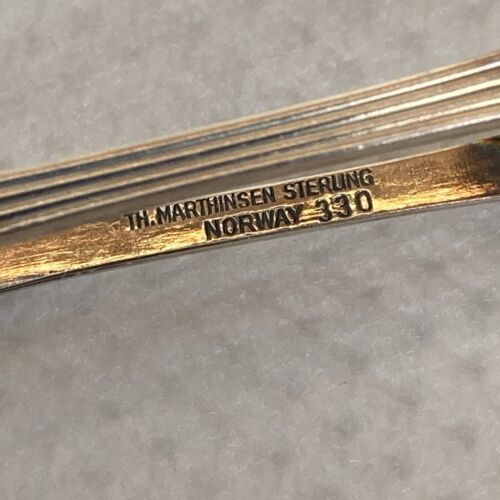 TH. MARTHINSEN STERLING
NORWAY 330